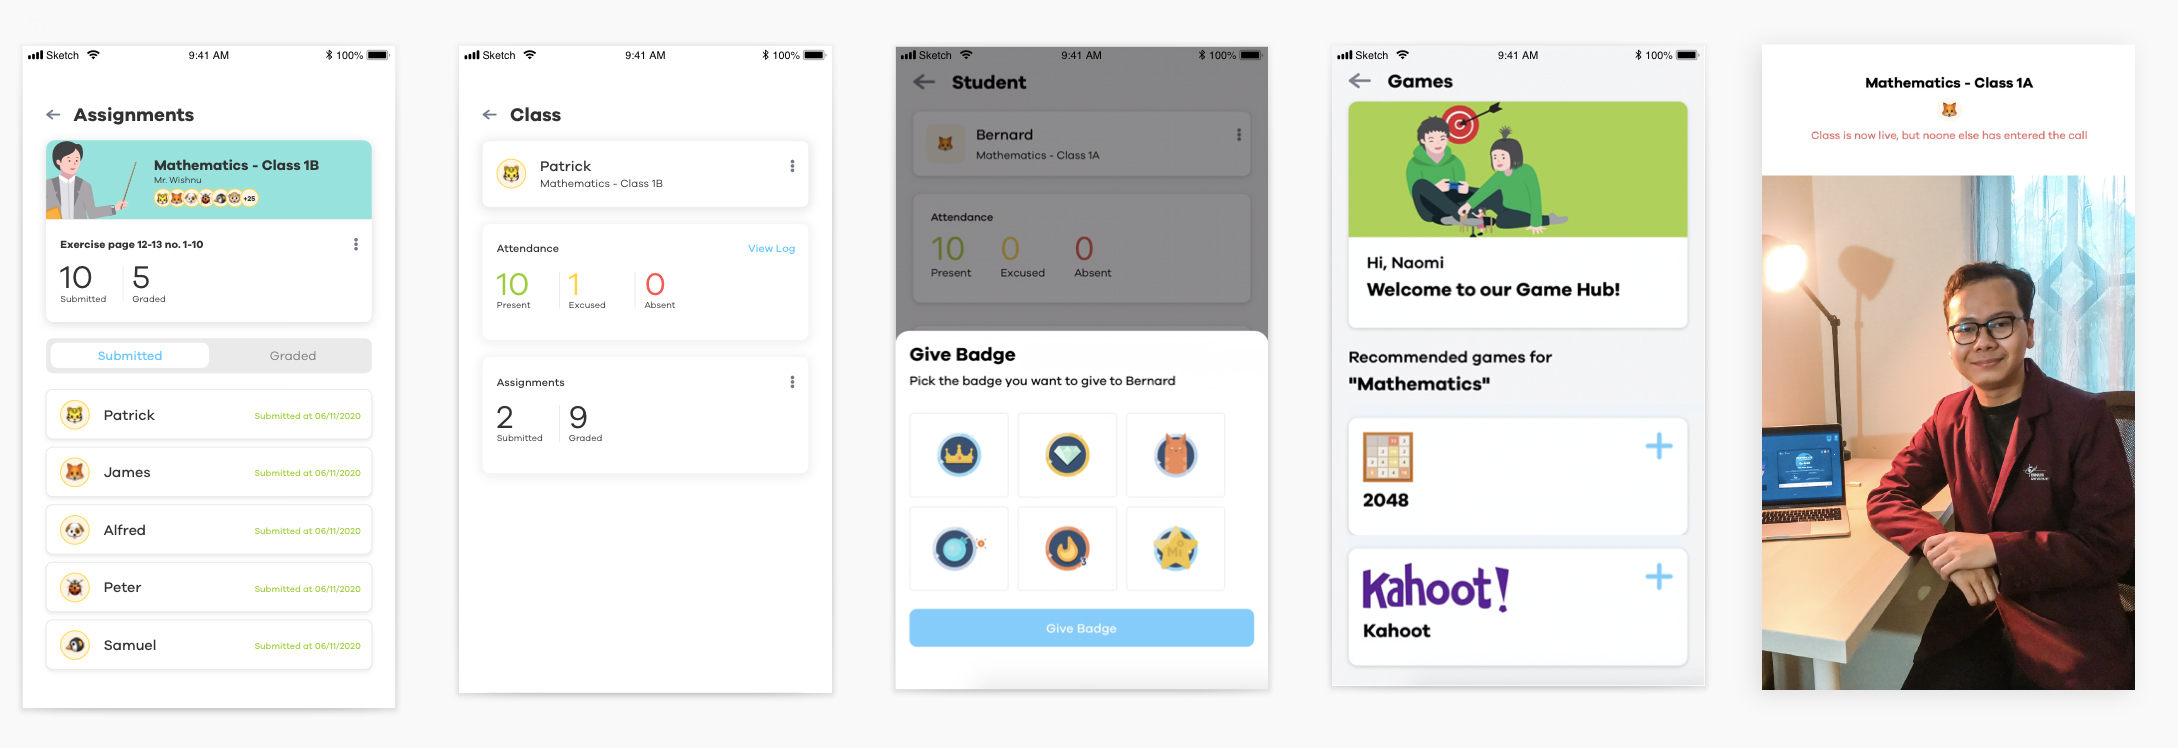 Sketch 9:41 AM 100%
Assignments
Mathematics - Class 1B
Mr. Wishnu
+25
Exercise page 12-13 no. 1-10
10 5
Submitted Graded
Submitted Graded
Patrick Submitted at 06/11/2020
James Submitted at 06/11/2020
Alfred Submitted at 06/11/2020
Peter Submitted at 06/11/2020
Samuel Submitted at 06/11/2020
Sketch 9:41 AM 100%
Class
Patrick
Mathematics - Class 1B
Attendance View Log
10 1 0
Present Excused Absent
Assignments
2 9
Submitted Graded
Sketch 9:41 AM 100%
Student
Bernard
Mathematics - Class 1A
Attendance
10 0 0
Present Excused Absent
Give Badge
Pick the badge you want to give to Bernard
3
Mi
Give Badge
Sketch 9:41 AM 100%
Games
Hi, Naomi
Welcome to our Game Hub!
Recommended games for
"Mathematics"
2048
Kahoot!
Kahoot
Mathematics - Class 1A
Class is now live, but noone else has entered the call